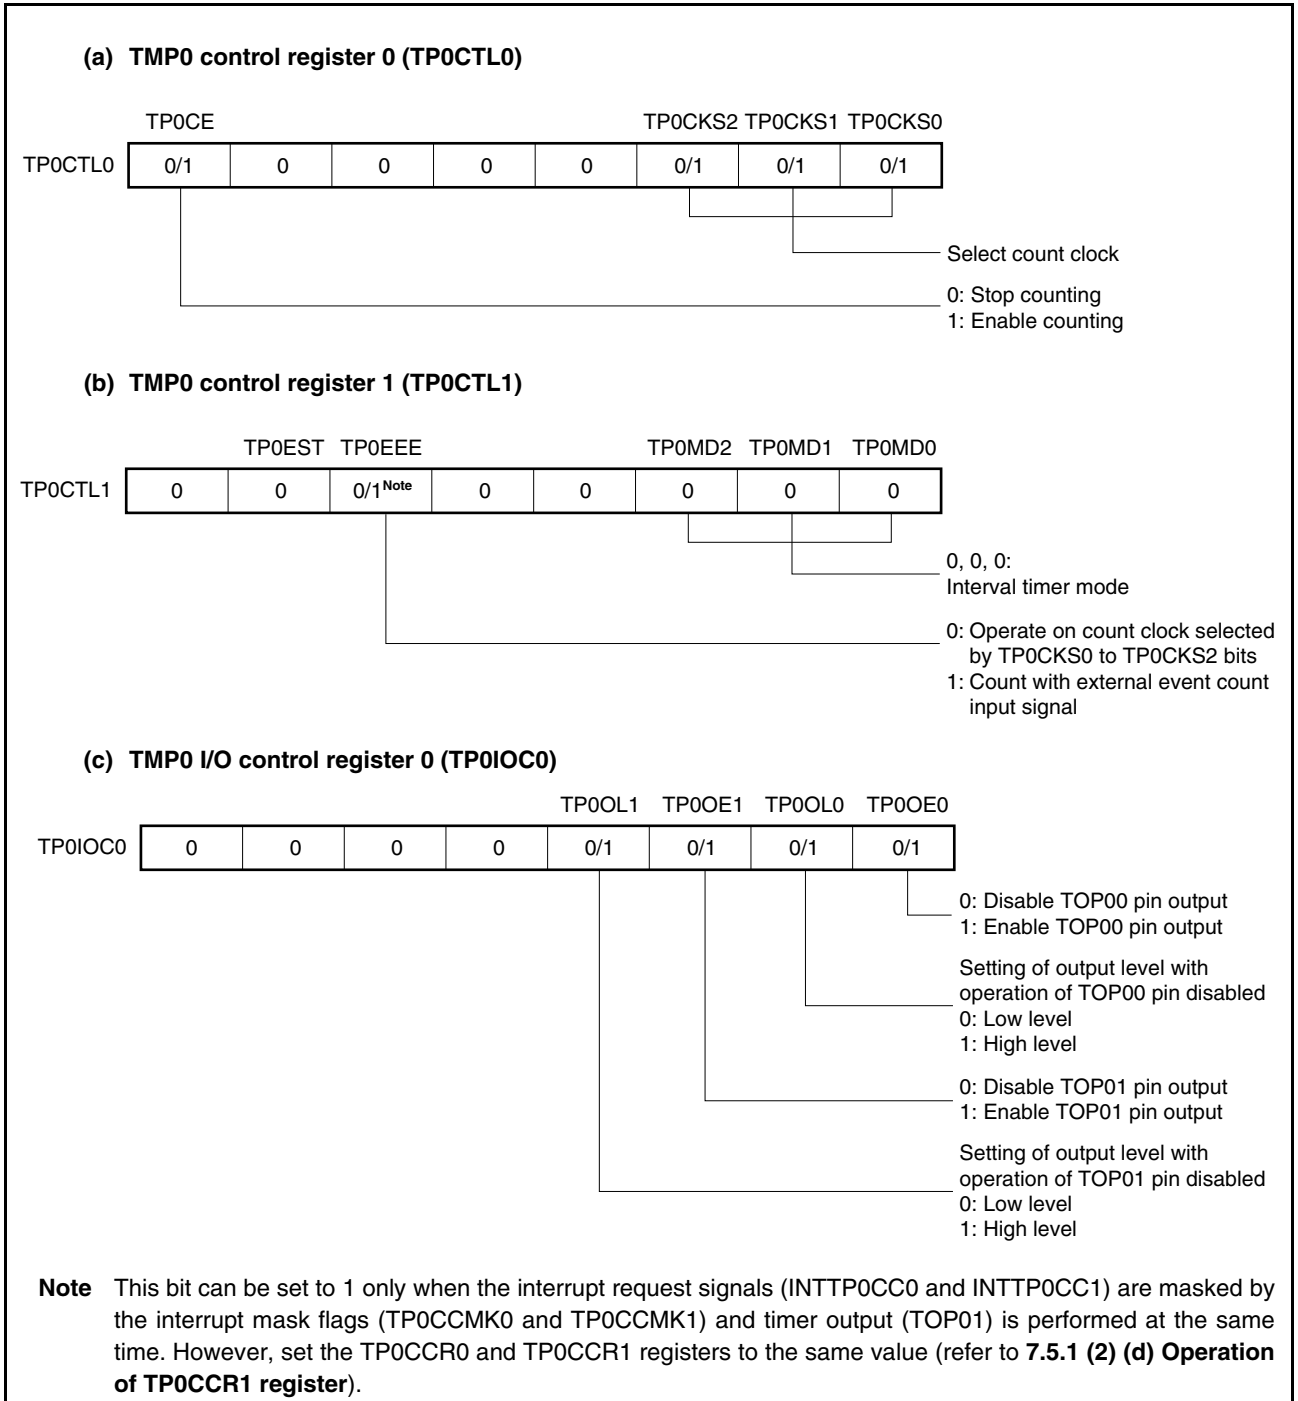 (a) TMP0 control register 0 (TP0CTL0)
TP0CE TP0CKS2 TP0CKS1 TP0CKS0
TP0CTL0 0/1 0 0 0 0 0/1 0/1 0/1
Select count clock
0: Stop counting
1: Enable counting
(b) TMP0 control register 1 (TP0CTL1)
TP0EST TP0EEE TP0MD2 TP0MD1 TP0MD0
TP0CTL1 0 0 0/1Note 0 0 0 0 0
0, 0, 0:
Interval timer mode
0: Operate on count clock selected
by TP0CKS0 to TP0CKS2 bits
1: Count with external event count
input signal
(c) TMP0 I/O control register 0 (TP0IOC0)
TP0OL1 TP0OE1 TP0OL0 TP0OE0
TP0IOC0 0 0 0 0 0/1 0/1 0/1 0/1
0: Disable TOP00 pin output
1: Enable TOP00 pin output
Setting of output level with
operation of TOP00 pin disabled
0: Low level
1: High level
0: Disable TOP01 pin output
1: Enable TOP01 pin output
Setting of output level with
operation of TOP01 pin disabled
0: Low level
1: High level
Note This bit can be set to 1 only when the interrupt request signals (INTTP0CC0 and INTTP0CC1) are masked by
the interrupt mask flags (TP0CCMK0 and TP0CCMK1) and timer output (TOP01) is performed at the same
time. However, set the TP0CCR0 and TP0CCR1 registers to the same value (refer to 7.5.1 (2) (d) Operation
of TP0CCR1 register).